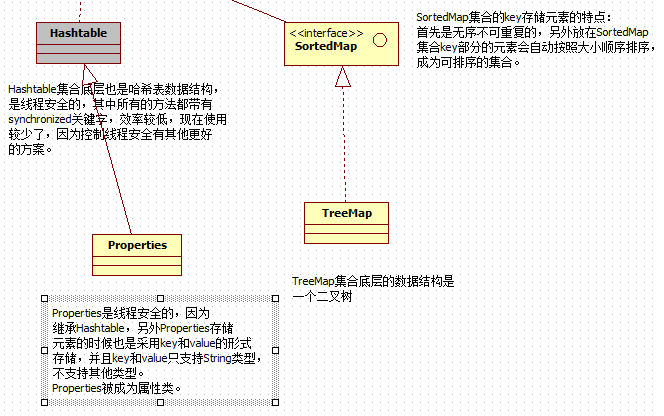 Hashtable
<<interface>>
SortedMap
SortedMap集合的key存储元素的特点：
首先是无序不可重复的，另外放在SortedMap
集合key部分的元素会自动按照大小顺序排序，
成为可排序的集合。
Hashtable集合底层也是哈希表数据结构，
是线程安全的，其中所有的方法都带有
synchronized关键字，效率较低，现在使用
较少了，因为控制线程安全有其他更好
的方案。
TreeMap
Properties
TreeMap集合底层的数据结构是
一个二叉树
Properties是线程安全的，因为
继承Hashtable，另外Properties存储
元素的时候也是采用key和value的形式
存储，并且key和value只支持String类型，
不支持其他类型。
Properties被成为属性类。